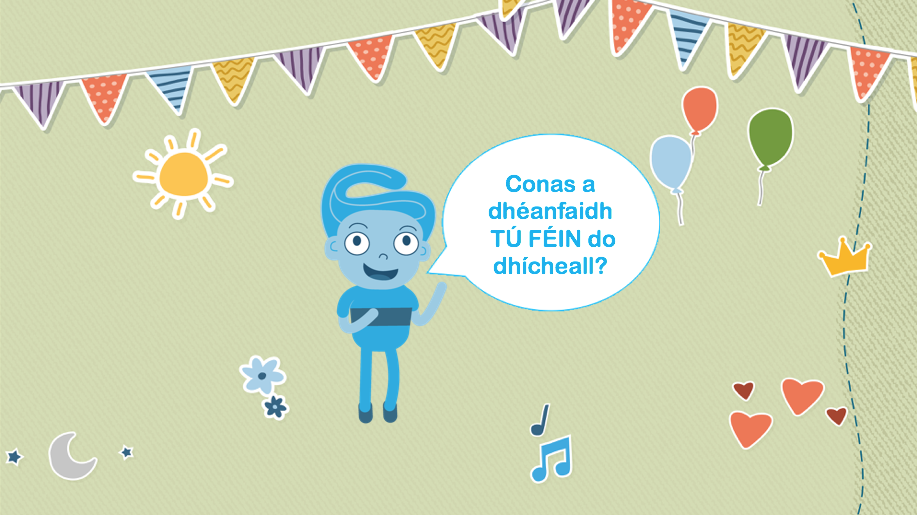 Conas a
dhéanfaidh
TÚ FÉIN do
dhícheall?